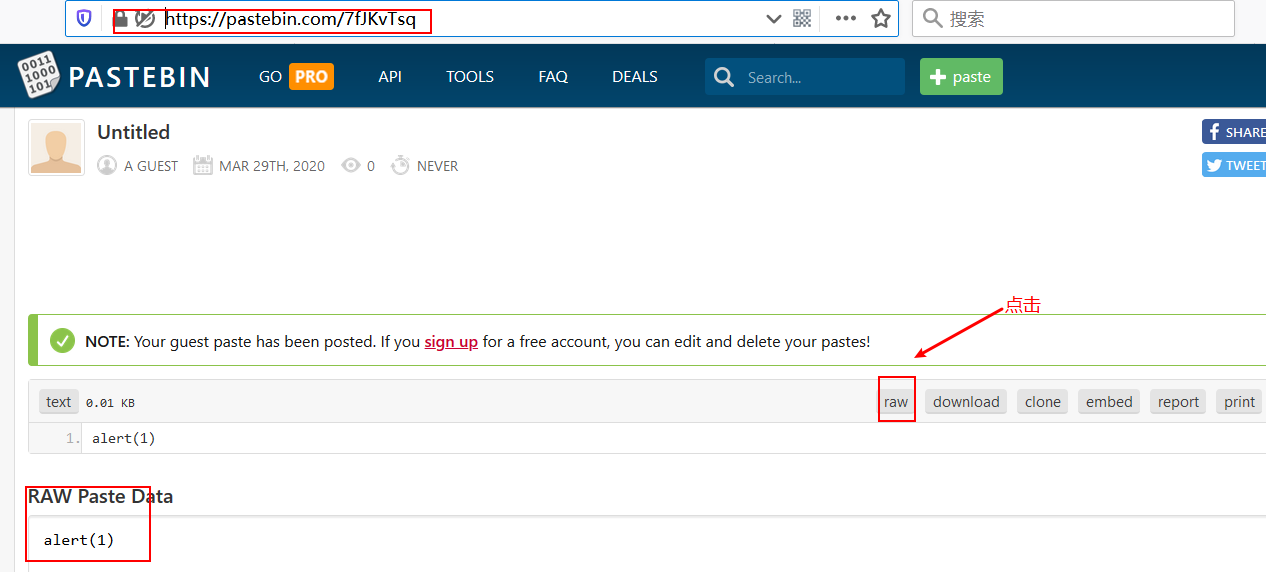 https://pastebin.com/7fJKvTsq
搜索
0011 1000 101
PASTEBIN GO PRO API TOOLS FAQ DEALS Search... + paste
Untitled
SHARE
A GUEST MAR 29TH, 2020 0 NEVER
TWEET
点击
NOTE: Your guest paste has been posted. If you sign up for a free account, you can edit and delete your pastes!
text 0.01 KB raw download clone embed report print
1. alert(1)
RAW Paste Data
alert(1)